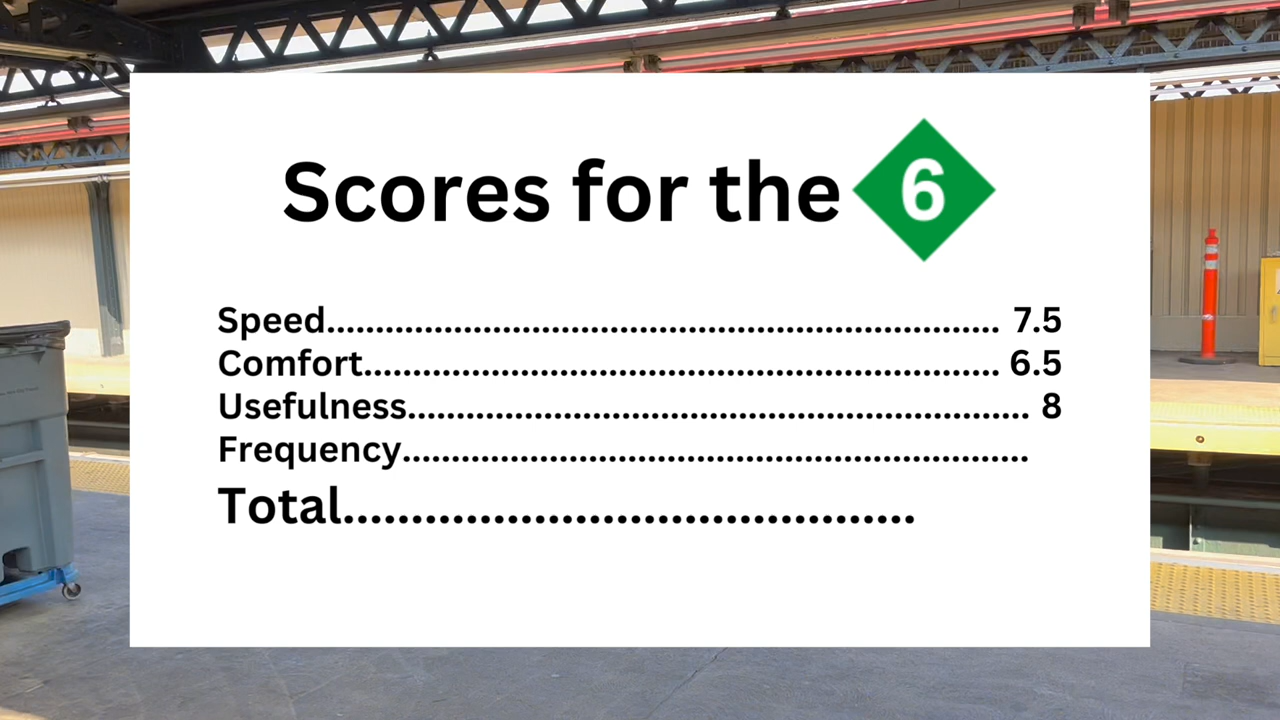 Scores for the 6
Speed.................................................................................... 7.5
Comfort................................................................................ 6.5
Usefulness.............................................................................. 8
Frequency...............................................................................
Total..........................................